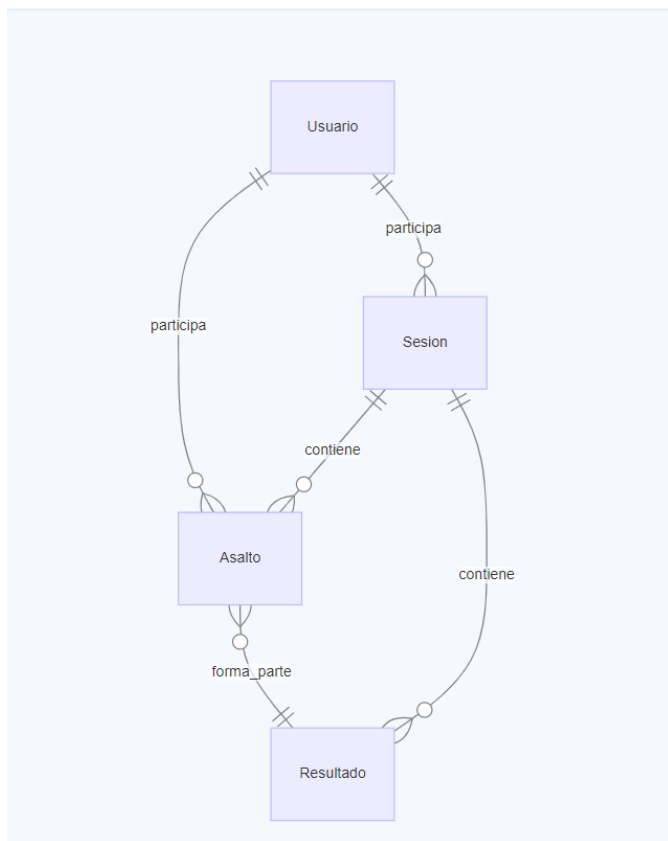 Usuario
participa
participa
Sesion
contiene
Asalto
contiene
forma_parte
Resultado